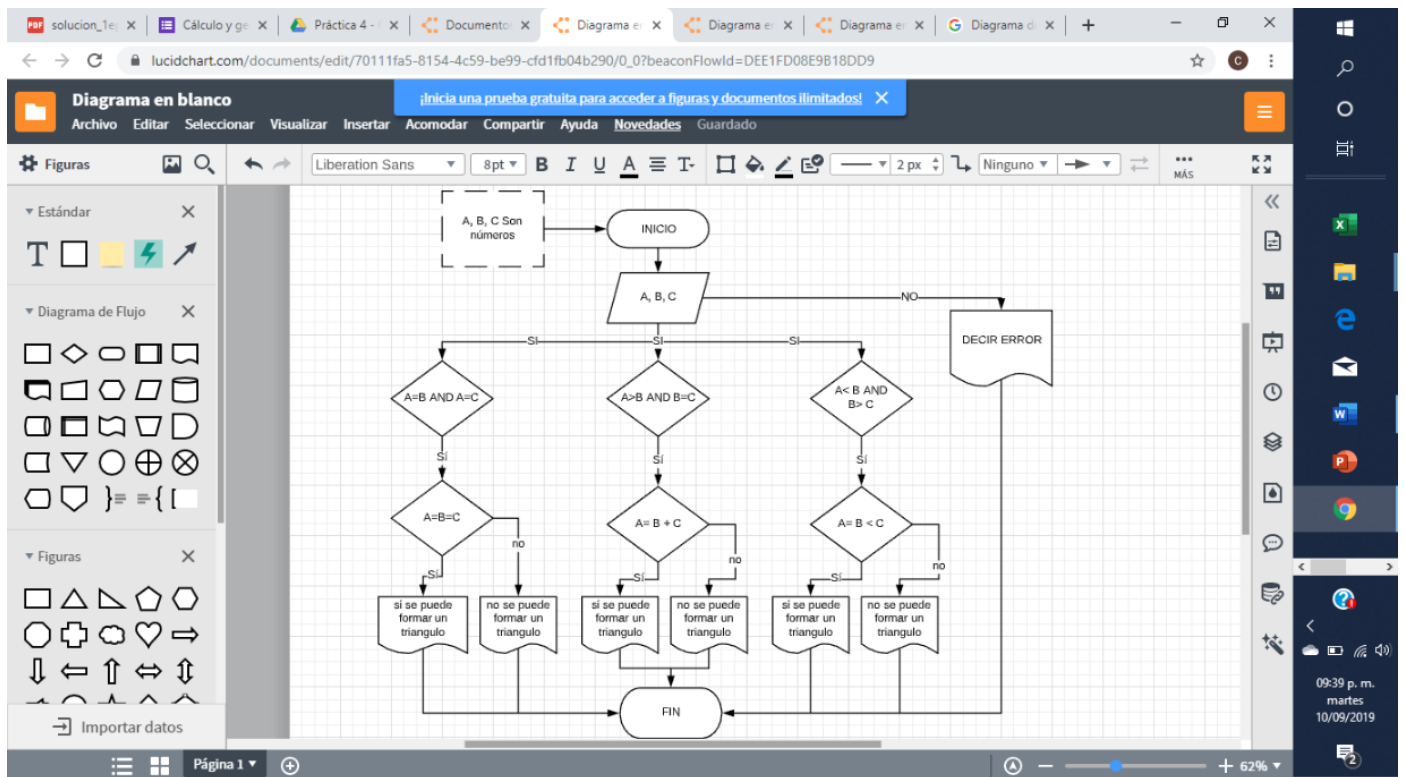 solucion_1e
Cálculo y ge
Práctica 4 -
Documento
Diagrama er
Diagrama er
Diagrama er
Diagrama d
lucidchart.com/documents/edit/70111fa5-8154-4c59-be99-cfd1fb04b290/0_0?beaconFlowId=DEE1FD08E9B18DD9
C
Diagrama en blanco
¡Inicia una prueba gratuita para acceder a figuras y documentos ilimitados!
Archivo Editar Seleccionar Visualizar Insertar Acomodar Compartir Ayuda Novedades Guardado
Figuras
Liberation Sans
8pt
B I U A T
2 px
Ninguno
MÁS
Estándar
T
Diagrama de Flujo
Figuras
Importar datos
A, B, C Son
números
INICIO
A, B, C
NO
DECIR ERROR
SI
SI
SI
A=B AND A=C
A>B AND B=C
A< B AND
B> C
Sí
Sí
Sí
A=B=C
A= B + C
A= B < C
no
no
no
Sí
Sí
Sí
si se puede
formar un
triangulo
no se puede
formar un
triangulo
si se puede
formar un
triangulo
no se puede
formar un
triangulo
si se puede
formar un
triangulo
no se puede
formar un
triangulo
FIN
Página 1
62%
09:39 p. m.
martes
10/09/2019
2